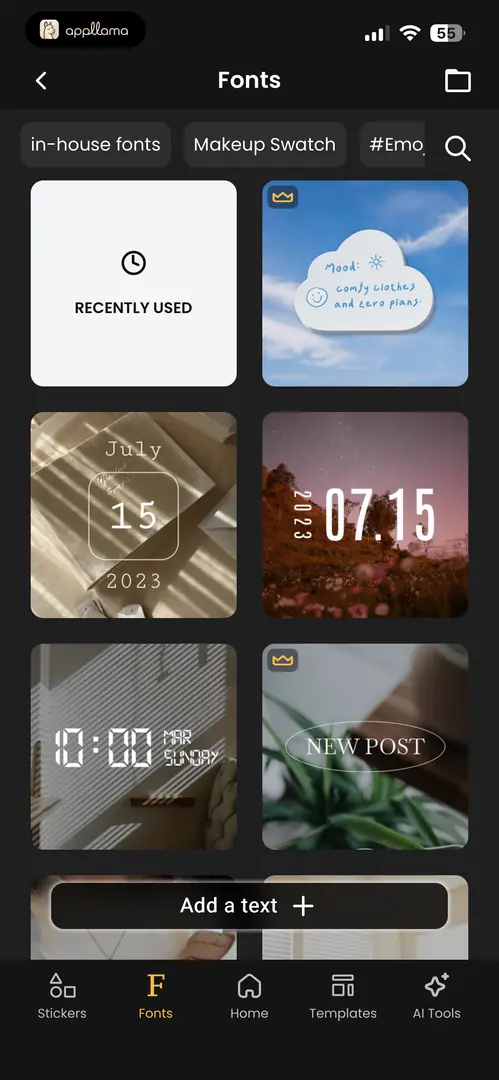 appllama
55
Fonts
in-house fonts
Makeup Swatch
#Emo
RECENTLY USED
Mood:
comfy clothes
and zero plans.
July
15
2023
2023
07.15
10:00
MAR
SUNDAY
NEW POST
Add a text
Stickers
F
Fonts
Home
Templates
AI Tools